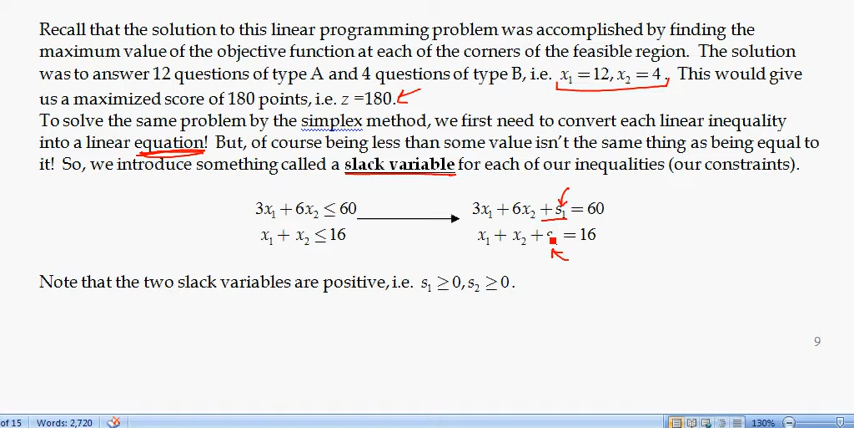 Recall that the solution to this linear programming problem was accomplished by finding the
maximum value of the objective function at each of the corners of the feasible region. The solution
was to answer 12 questions of type A and 4 questions of type B, i.e. x₁ = 12, x₂ = 4. This would give
us a maximized score of 180 points, i.e. z =180.
To solve the same problem by the simplex method, we first need to convert each linear inequality
into a linear equation! But, of course being less than some value isn't the same thing as being equal to
it! So, we introduce something called a slack variable for each of our inequalities (our constraints).
3x₁ + 6x₂ ≤ 60 3x₁ + 6x₂ + s₁ = 60
x₁ + x₂ ≤ 16 x₁ + x₂ + = 16
Note that the two slack variables are positive, i.e. s₁ ≥ 0, s₂ ≥ 0.
9
of 15 Words: 2,720 130%